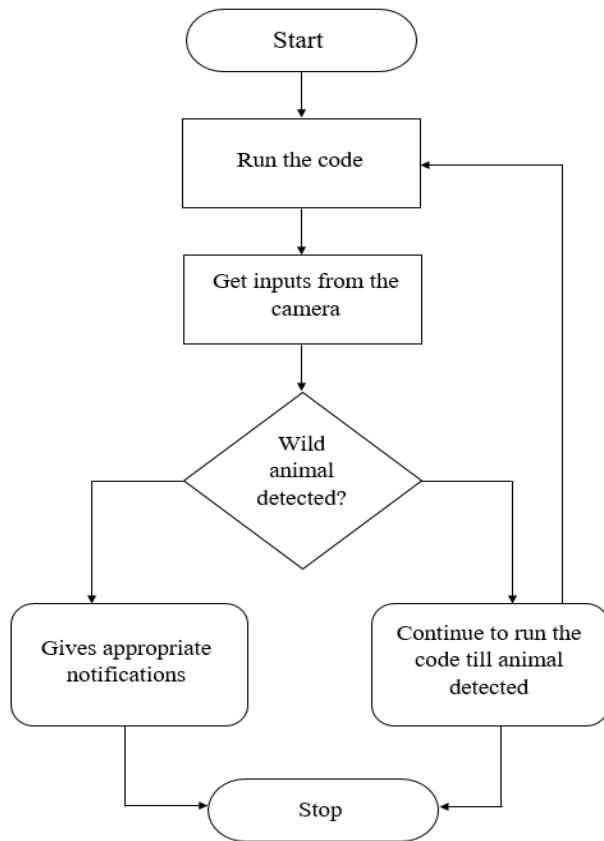 Start
Run the code
Get inputs from the
camera
Wild
animal
detected?
Gives appropriate
notifications
Continue to run the
code till animal
detected
Stop